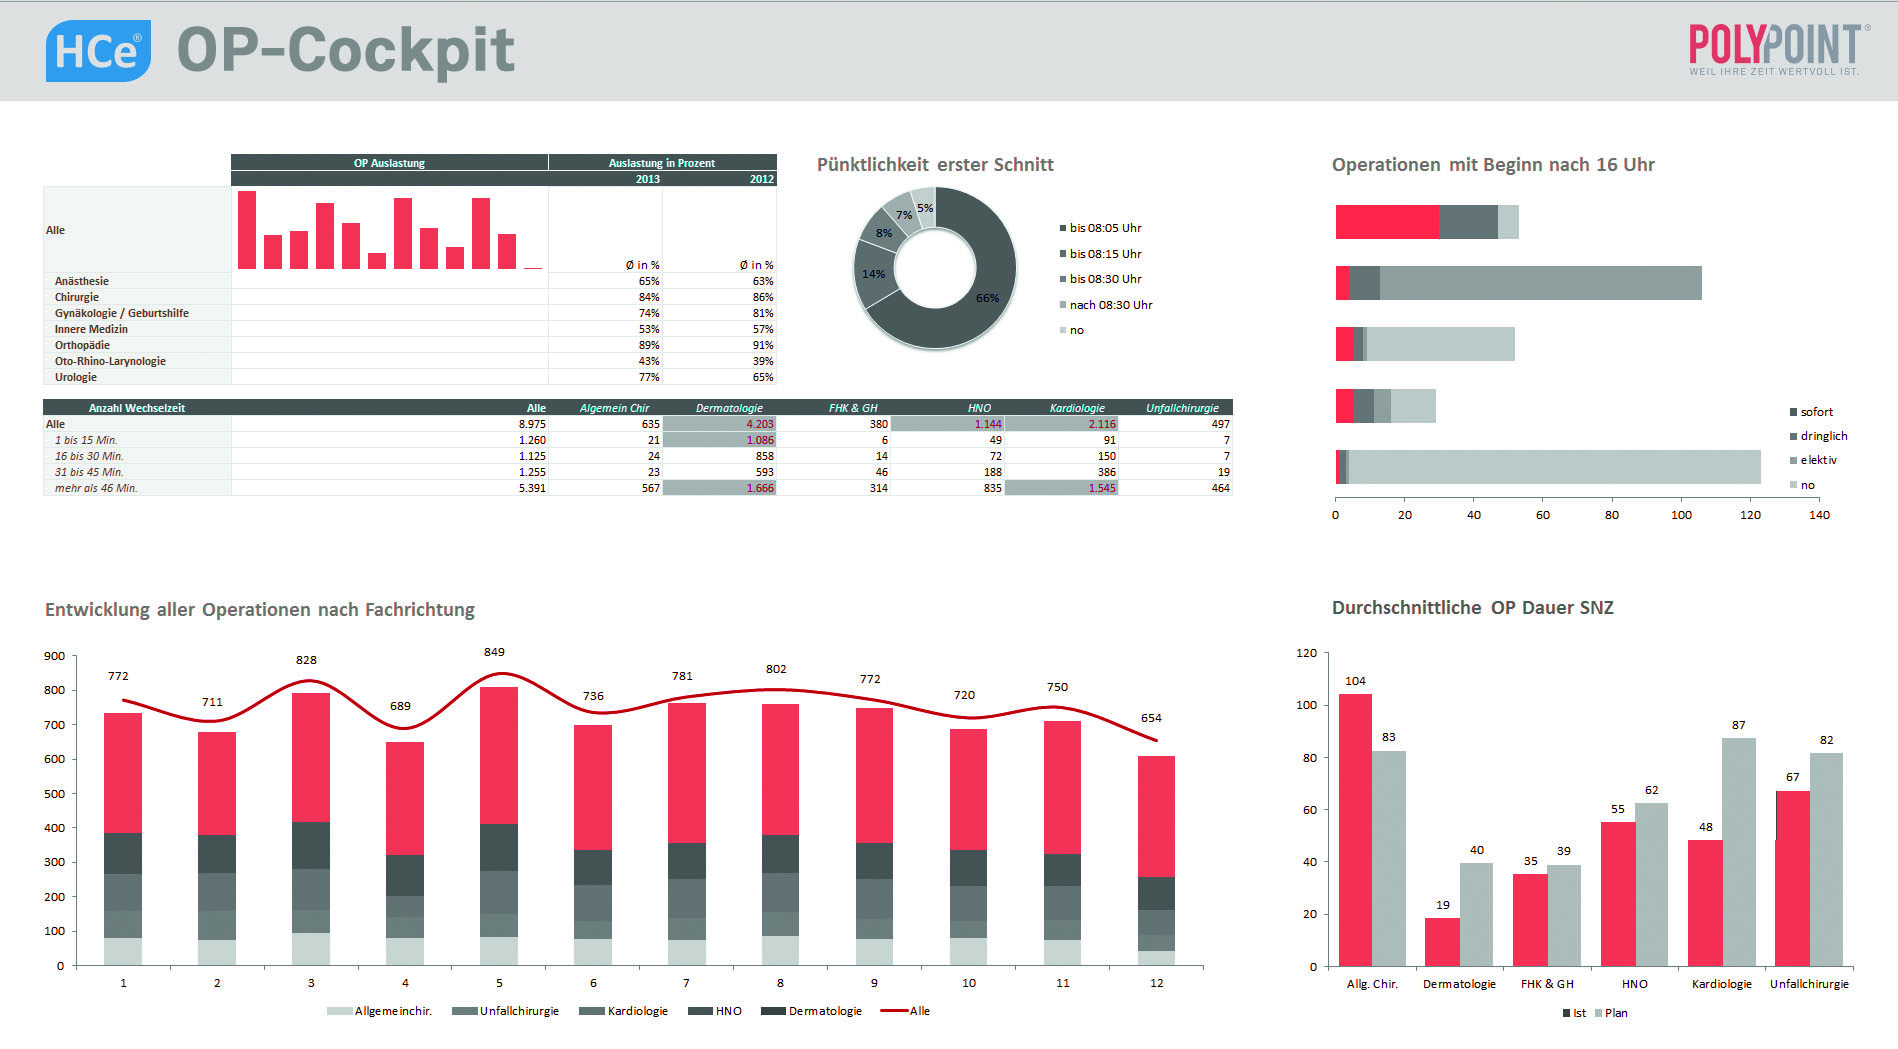 HCe® OP-Cockpit
POLYPOINT®
WEIL IHRE ZEIT WERTVOLL IST.
OP Auslastung Auslastung in Prozent
2013 2012
Alle
Ø in % Ø in %
Anästhesie 65% 63%
Chirurgie 84% 86%
Gynäkologie / Geburtshilfe 74% 81%
Innere Medizin 53% 57%
Orthopädie 89% 91%
Oto-Rhino-Larynologie 43% 39%
Urologie 77% 65%
Pünktlichkeit erster Schnitt
5%
7%
8%
14%
66%
bis 08:05 Uhr
bis 08:15 Uhr
bis 08:30 Uhr
nach 08:30 Uhr
no
Operationen mit Beginn nach 16 Uhr
sofort
dringlich
elektiv
no
0 20 40 60 80 100 120 140
Anzahl Wechselzeit Alle Algemein Chir Dermatologie FHK & GH HNO Kardiologie Unfallchirurgie
Alle 8.975 635 4.203 380 1.144 2.116 497
1 bis 15 Min. 1.260 21 1.086 6 49 91 7
16 bis 30 Min. 1.125 24 858 14 72 150 7
31 bis 45 Min. 1.255 23 593 46 188 386 19
mehr als 46 Min. 5.391 567 1.666 314 835 1.545 464
Entwicklung aller Operationen nach Fachrichtung
900
800
700
600
500
400
300
200
100
0
772 711 828 689 849 736 781 802 772 720 750 654
1 2 3 4 5 6 7 8 9 10 11 12
Allgemeinchir. Unfallchirurgie Kardiologie HNO Dermatologie Alle
Durchschnittliche OP Dauer SNZ
120
100
80
60
40
20
0
104 83 19 40 35 39 55 62 48 87 67 82
Allg. Chir. Dermatologie FHK & GH HNO Kardiologie Unfallchirurgie
Ist Plan